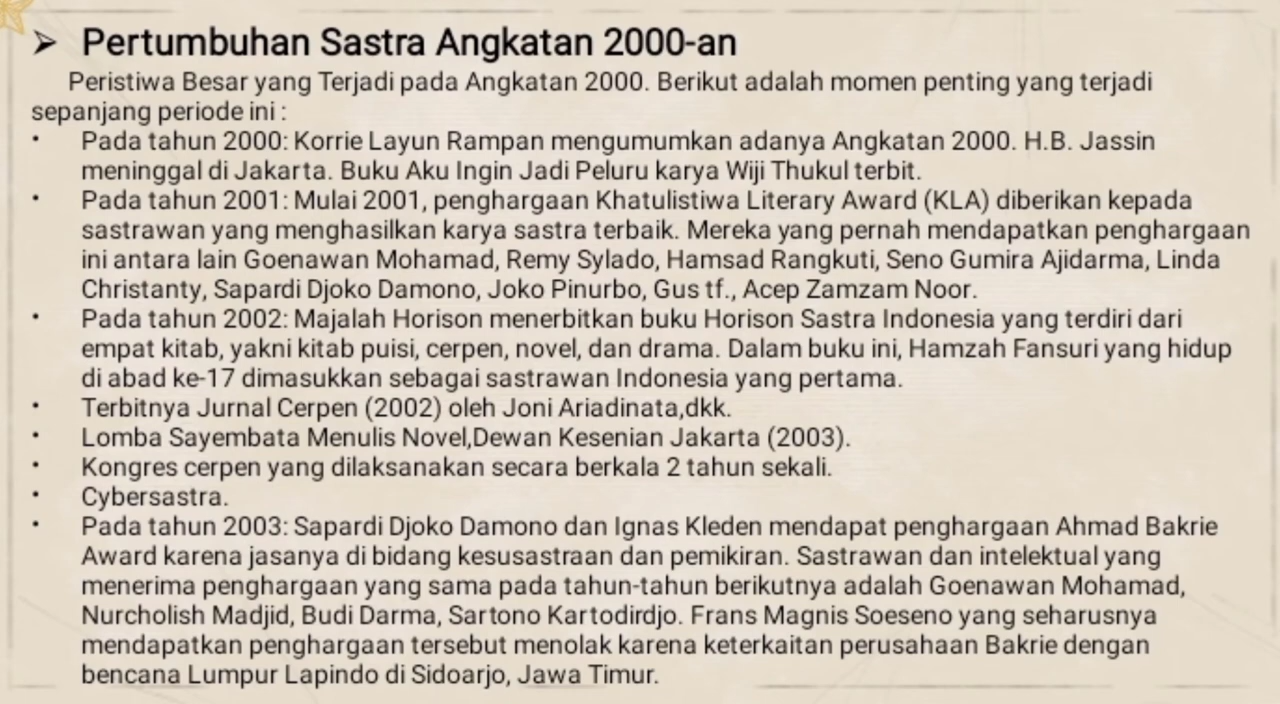 ➢ Pertumbuhan Sastra Angkatan 2000-an
Peristiwa Besar yang Terjadi pada Angkatan 2000. Berikut adalah momen penting yang terjadi
sepanjang periode ini :
• Pada tahun 2000: Korrie Layun Rampan mengumumkan adanya Angkatan 2000. H.B. Jassin
meninggal di Jakarta. Buku Aku Ingin Jadi Peluru karya Wiji Thukul terbit.
• Pada tahun 2001: Mulai 2001, penghargaan Khatulistiwa Literary Award (KLA) diberikan kepada
sastrawan yang menghasilkan karya sastra terbaik. Mereka yang pernah mendapatkan penghargaan
ini antara lain Goenawan Mohamad, Remy Sylado, Hamsad Rangkuti, Seno Gumira Ajidarma, Linda
Christanty, Sapardi Djoko Damono, Joko Pinurbo, Gus tf., Acep Zamzam Noor.
• Pada tahun 2002: Majalah Horison menerbitkan buku Horison Sastra Indonesia yang terdiri dari
empat kitab, yakni kitab puisi, cerpen, novel, dan drama. Dalam buku ini, Hamzah Fansuri yang hidup
di abad ke-17 dimasukkan sebagai sastrawan Indonesia yang pertama.
• Terbitnya Jurnal Cerpen (2002) oleh Joni Ariadinata,dkk.
• Lomba Sayembata Menulis Novel,Dewan Kesenian Jakarta (2003).
• Kongres cerpen yang dilaksanakan secara berkala 2 tahun sekali.
• Cybersastra.
• Pada tahun 2003: Sapardi Djoko Damono dan Ignas Kleden mendapat penghargaan Ahmad Bakrie
Award karena jasanya di bidang kesusastraan dan pemikiran. Sastrawan dan intelektual yang
menerima penghargaan yang sama pada tahun-tahun berikutnya adalah Goenawan Mohamad,
Nurcholish Madjid, Budi Darma, Sartono Kartodirdjo. Frans Magnis Soeseno yang seharusnya
mendapatkan penghargaan tersebut menolak karena keterkaitan perusahaan Bakrie dengan
bencana Lumpur Lapindo di Sidoarjo, Jawa Timur.